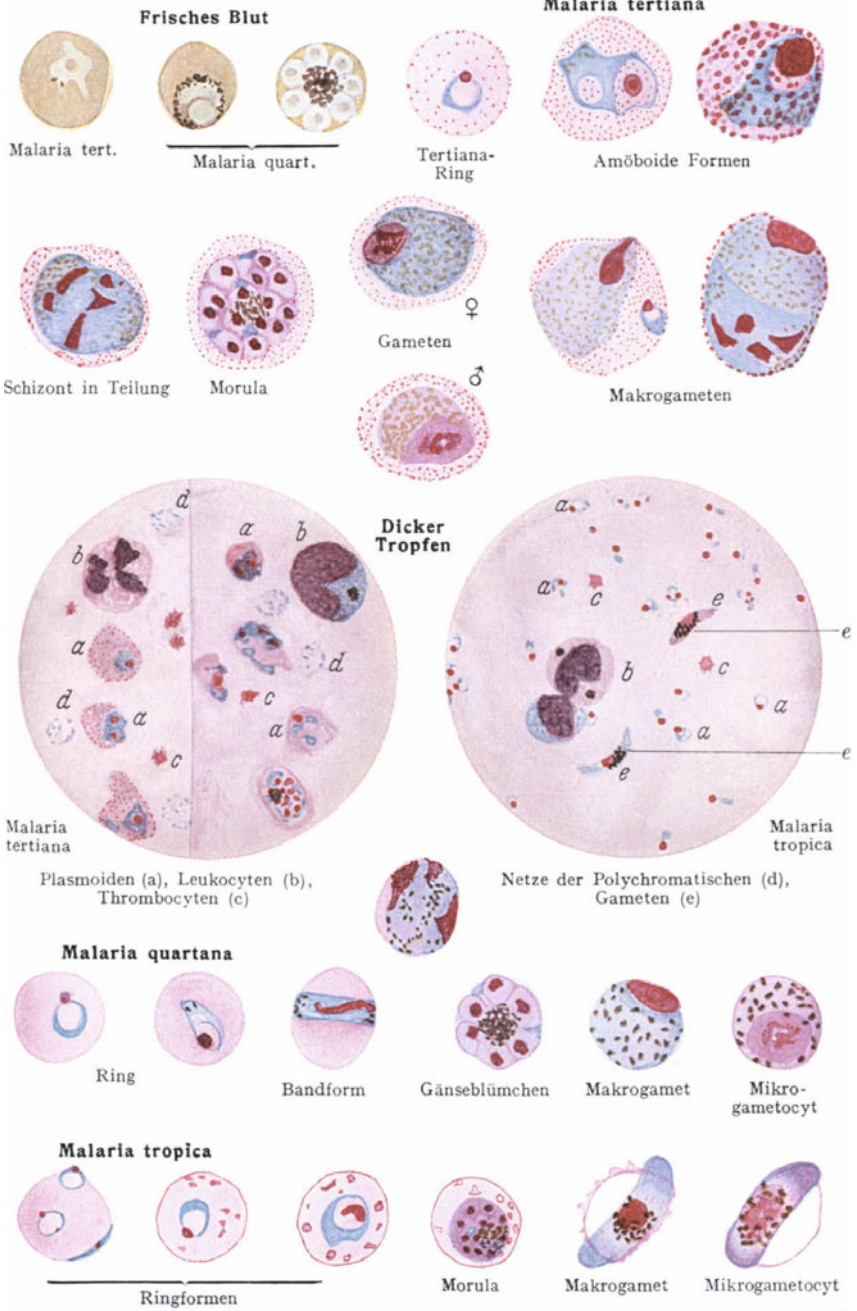 Frisches Blut
Malaria tertiana
Malaria tert.
Malaria quart.
Tertiana-
Ring
Amöboide Formen
♀
Gameten
Schizont in Teilung
Morula
♂
Makrogameten
Dicker
Tropfen
d
b
a
d
a
c
a
b
d
c
a
a
a
c
e
e
b
c
a
a
e
e
Malaria
tertiana
Malaria
tropica
Plasmoiden (a), Leukocyten (b),
Thrombocyten (c)
Netze der Polychromatischen (d),
Gameten (e)
Malaria quartana
Ring
Bandform
Gänseblümchen
Makrogamet
Mikro-
gametocyt
Malaria tropica
Ringformen
Morula
Makrogamet
Mikrogametocyt